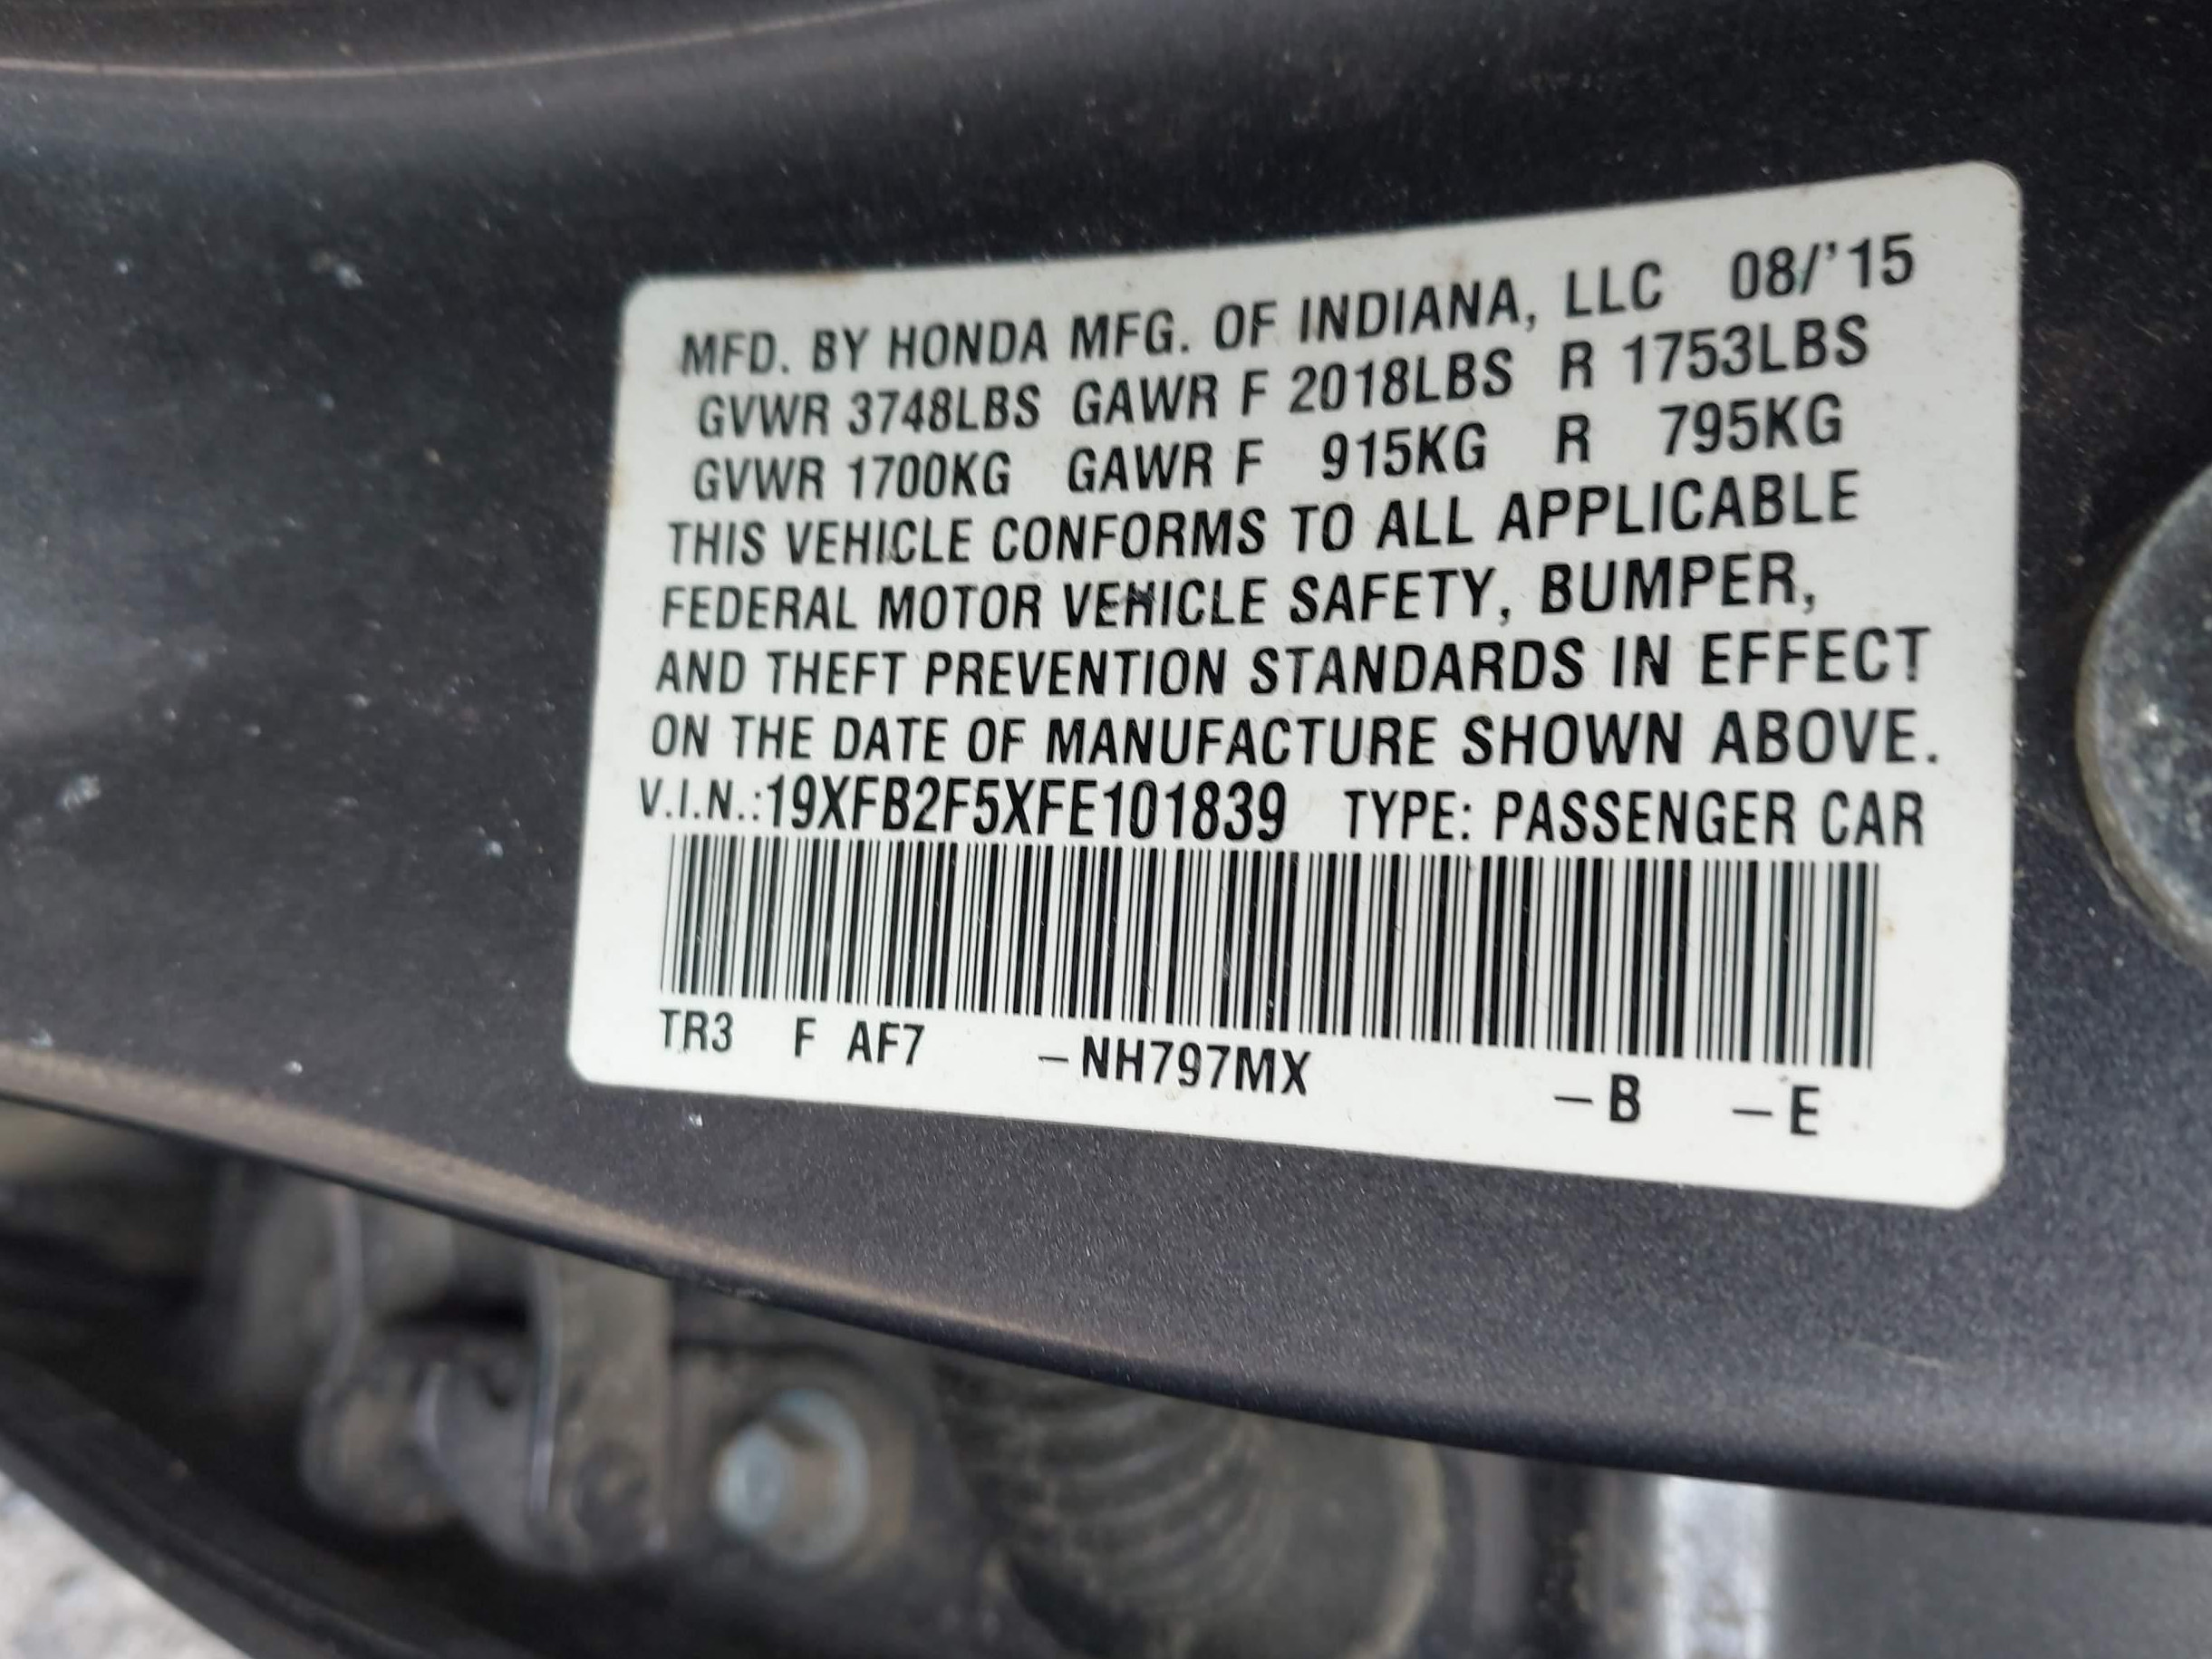 MFD. BY HONDA MFG. OF INDIANA, LLC 08/'15
GVWR 3748LBS GAWR F 2018LBS R 1753LBS
GVWR 1700KG GAWR F 915KG R 795KG
THIS VEHICLE CONFORMS TO ALL APPLICABLE
FEDERAL MOTOR VEHICLE SAFETY, BUMPER,
AND THEFT PREVENTION STANDARDS IN EFFECT
ON THE DATE OF MANUFACTURE SHOWN ABOVE.
V.I.N.:19XFB2F5XFE101839 TYPE: PASSENGER CAR
TR3 F AF7 –NH797MX –B –E